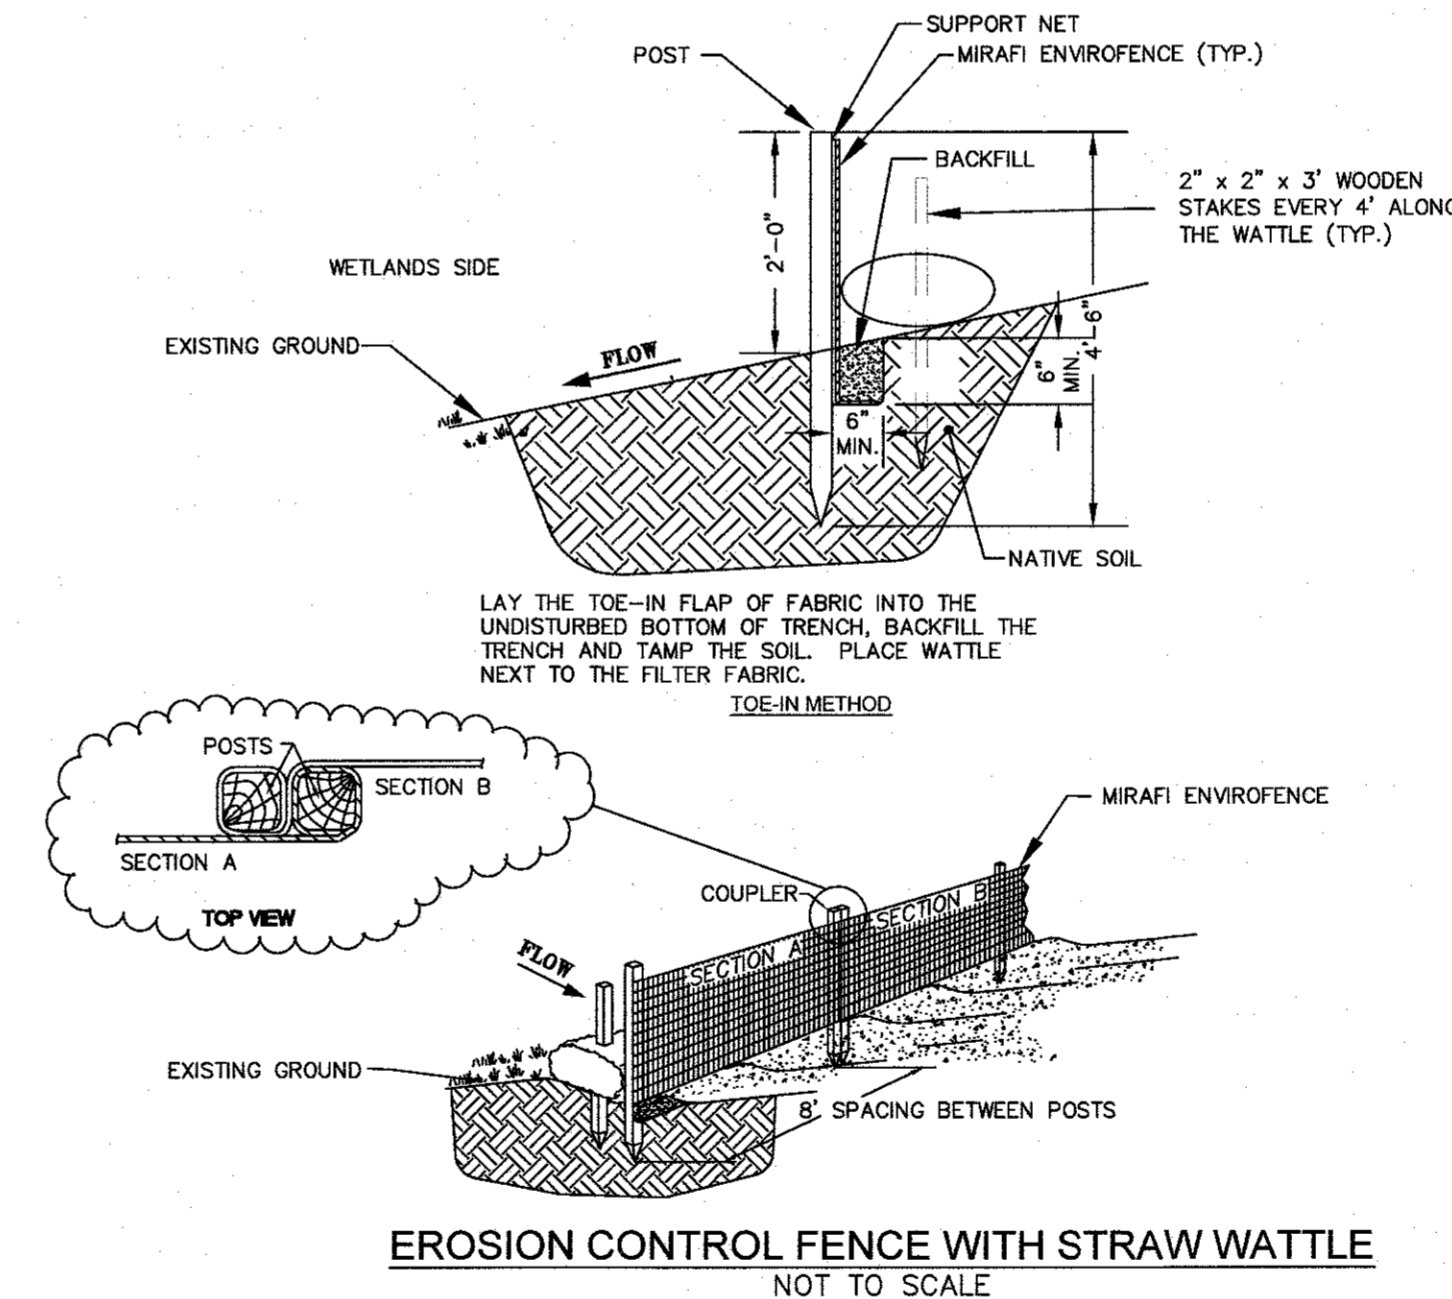 SUPPORT NET
POST
MIRAFI ENVIROFENCE (TYP.)
BACKFILL
2" x 2" x 3' WOODEN
STAKES EVERY 4' ALONG
THE WATTLE (TYP.)
2'-0"
WETLANDS SIDE
4'-6"
EXISTING GROUND
FLOW
6"
MIN.
6"
MIN.
NATIVE SOIL
LAY THE TOE-IN FLAP OF FABRIC INTO THE
UNDISTURBED BOTTOM OF TRENCH, BACKFILL THE
TRENCH AND TAMP THE SOIL. PLACE WATTLE
NEXT TO THE FILTER FABRIC.
TOE-IN METHOD
POSTS
SECTION B
SECTION A
TOP VIEW
MIRAFI ENVIROFENCE
COUPLER
SECTION B
SECTION A
FLOW
EXISTING GROUND
8' SPACING BETWEEN POSTS
EROSION CONTROL FENCE WITH STRAW WATTLE
NOT TO SCALE